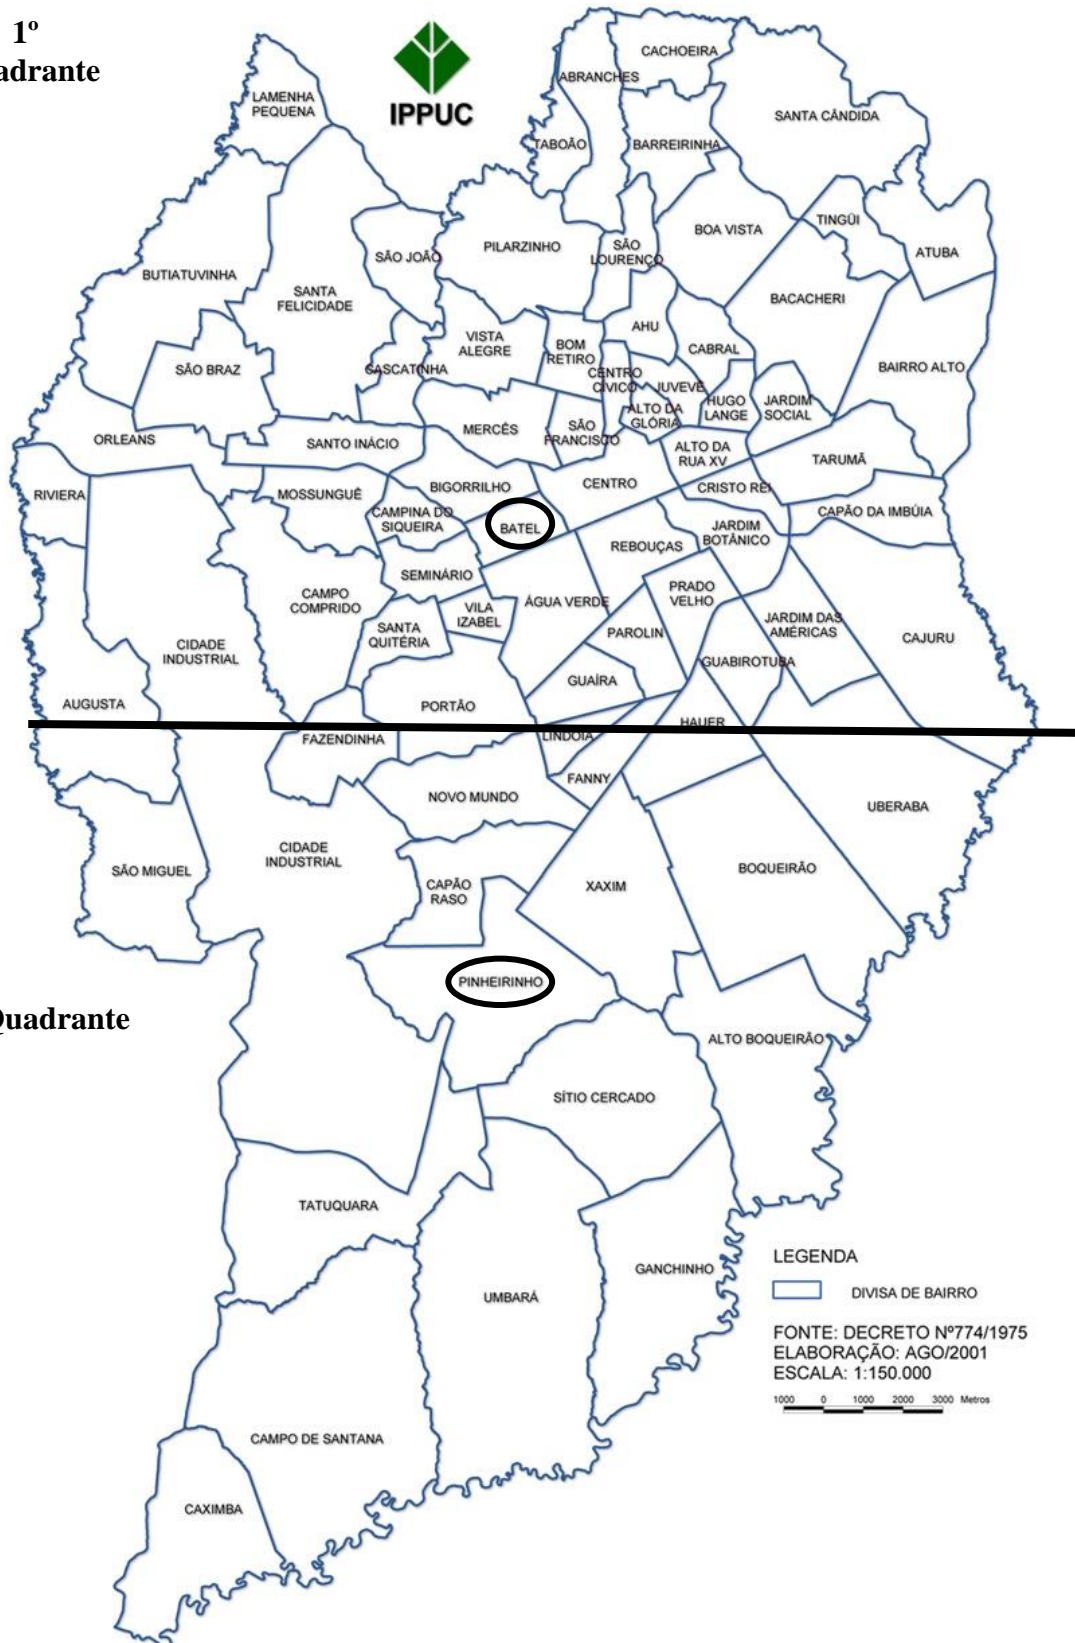 1º
adrante
IPPUC
CACHOEIRA
ABRANCHES
LAMENHA
PEQUENA
SANTA CÂNDIDA
TABOÃO
BARREIRINHA
TINGÜI
BOA VISTA
PILARZINHO
SÃO
LOURENÇO
SÃO JOÃO
ATUBA
BUTIATUVINHA
SANTA
FELICIDADE
BACACHERI
AHU
VISTA
ALEGRE
BOM
RETIRO
CABRAL
SÃO BRAZ
CASCATINHA
CENTRO
CÍVICO
JUVEVÊ
BAIRRO ALTO
HUGO
LANGE
JARDIM
SOCIAL
ALTO DA
GLÓRIA
ORLEANS
SANTO INÁCIO
MERCÊS
SÃO
FRANCISCO
ALTO DA
RUA XV
TARUMÃ
RIVIERA
MOSSUNGUÊ
BIGORRILHO
CENTRO
CRISTO REI
CAMPINA DO
SIQUEIRA
BATEL
CAPÃO DA IMBÚIA
JARDIM
BOTÂNICO
REBOUÇAS
SEMINÁRIO
CAMPO
COMPRIDO
ÁGUA VERDE
PRADO
VELHO
VILA
IZABEL
SANTA
QUITÉRIA
PAROLIN
JARDIM DAS
AMÉRICAS
CAJURU
CIDADE
INDUSTRIAL
GUABIROTUBA
GUAÍRA
AUGUSTA
PORTÃO
HAUER
FAZENDINHA
LINDÓIA
FANNY
NOVO MUNDO
UBERABA
CIDADE
INDUSTRIAL
SÃO MIGUEL
CAPÃO
RASO
XAXIM
BOQUEIRÃO
PINHEIRINHO
Quadrante
ALTO BOQUEIRÃO
SÍTIO CERCADO
TATUQUARA
GANCHINHO
UMBARÁ
CAMPO DE SANTANA
CAXIMBA
LEGENDA
DIVISA DE BAIRRO
FONTE: DECRETO Nº774/1975
ELABORAÇÃO: AGO/2001
ESCALA: 1:150.000
1000 0 1000 2000 3000 Metros